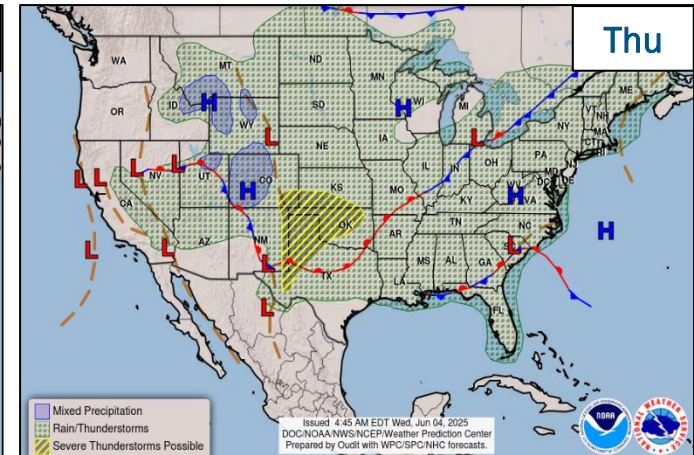 Thu
WA
MT
ND
MN
ME
OR
ID
H
H
WI
MI
VT
NH
SD
WY
NY
MA
CT
RI
L
L
IA
NE
PA
NJ
L
L
L
L
NV
UT
H
CO
IL
IN
OH
MD
DE
DC
WV
H
VA
KS
MO
KY
CA
OK
TN
NC
H
L
L
AZ
NM
L
AR
L
SC
MS
AL
GA
TX
LA
L
FL
Mixed Precipitation
Rain/Thunderstorms
Severe Thunderstorms Possible
Issued 4:45 AM EDT Wed, Jun 04, 2025
DOC/NOAA/NWS/NCEP/Weather Prediction Center
Prepared by Oudit with WPC/SPC/NHC forecasts.
NOAA
NATIONAL WEATHER SERVICE